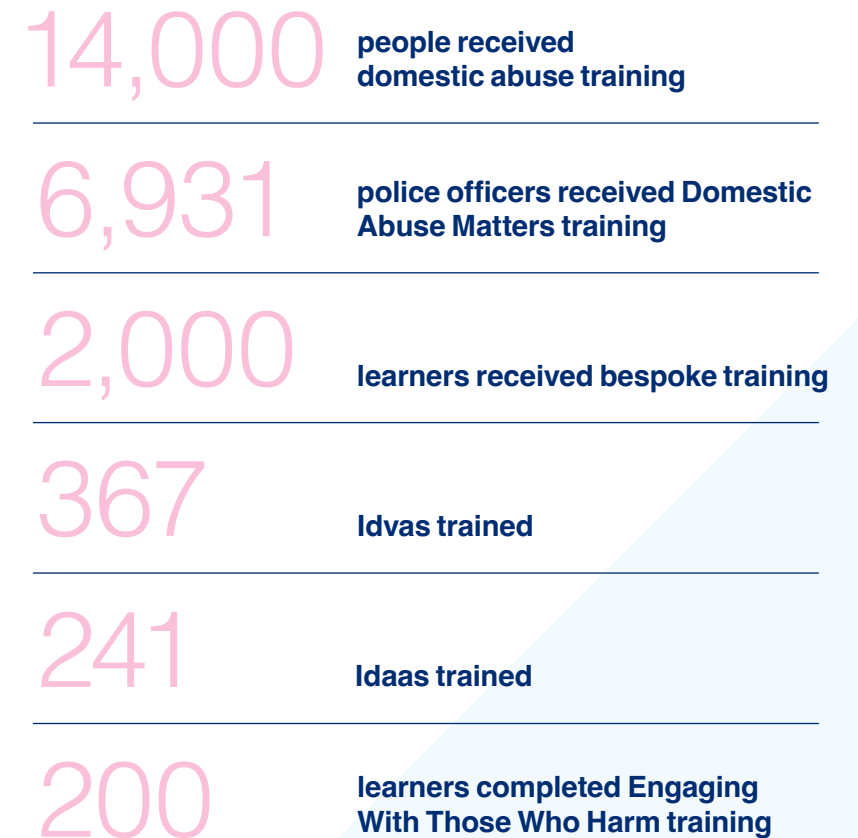 14,000
people received
domestic abuse training
6,931
police officers received Domestic
Abuse Matters training
2,000
learners received bespoke training
367
Idvas trained
241
Idaas trained
200
learners completed Engaging
With Those Who Harm training